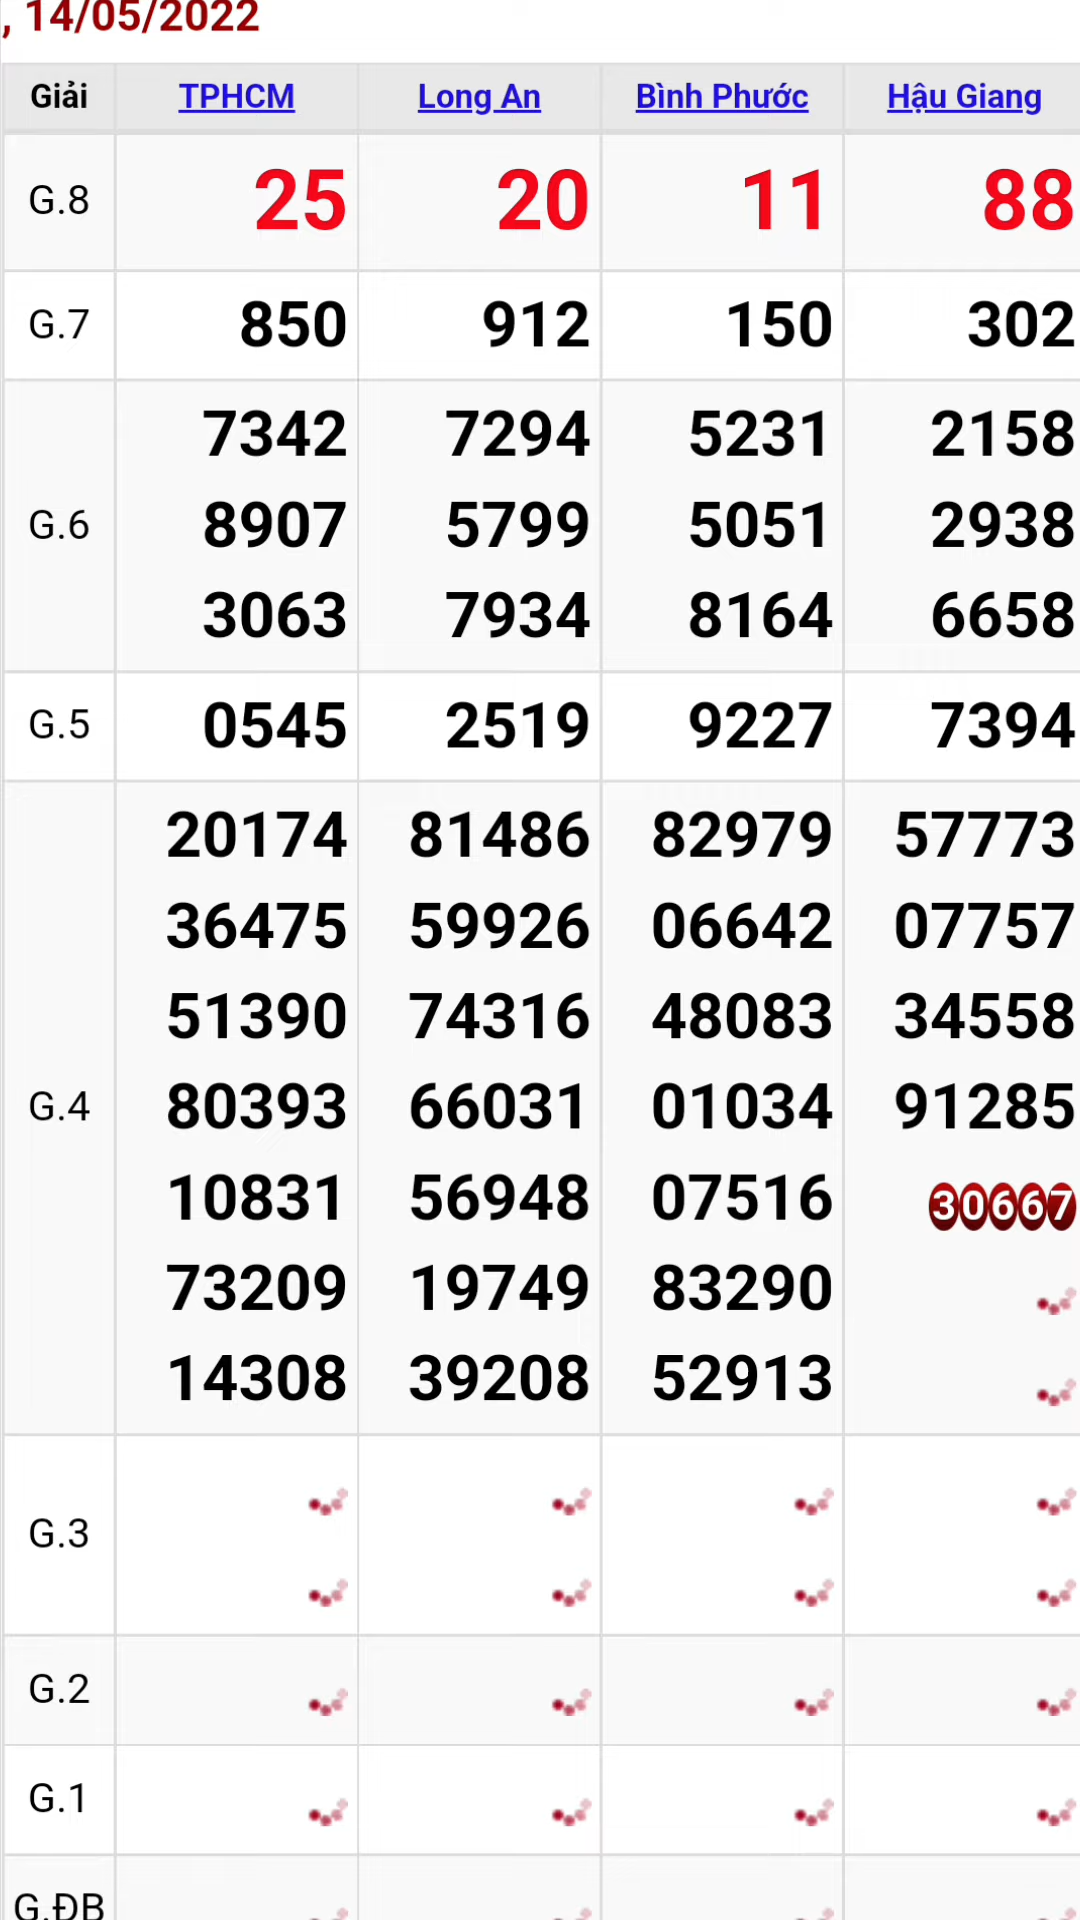 , 14/05/2022
Giải TPHCM Long An Bình Phước Hậu Giang
G.8 25 20 11 88
G.7 850 912 150 302
7342 7294 5231 2158
G.6 8907 5799 5051 2938
3063 7934 8164 6658
G.5 0545 2519 9227 7394
20174 81486 82979 57773
36475 59926 06642 07757
51390 74316 48083 34558
G.4 80393 66031 01034 91285
10831 56948 07516 30667
73209 19749 83290
14308 39208 52913
G.3
G.2
G.1
G.ĐB